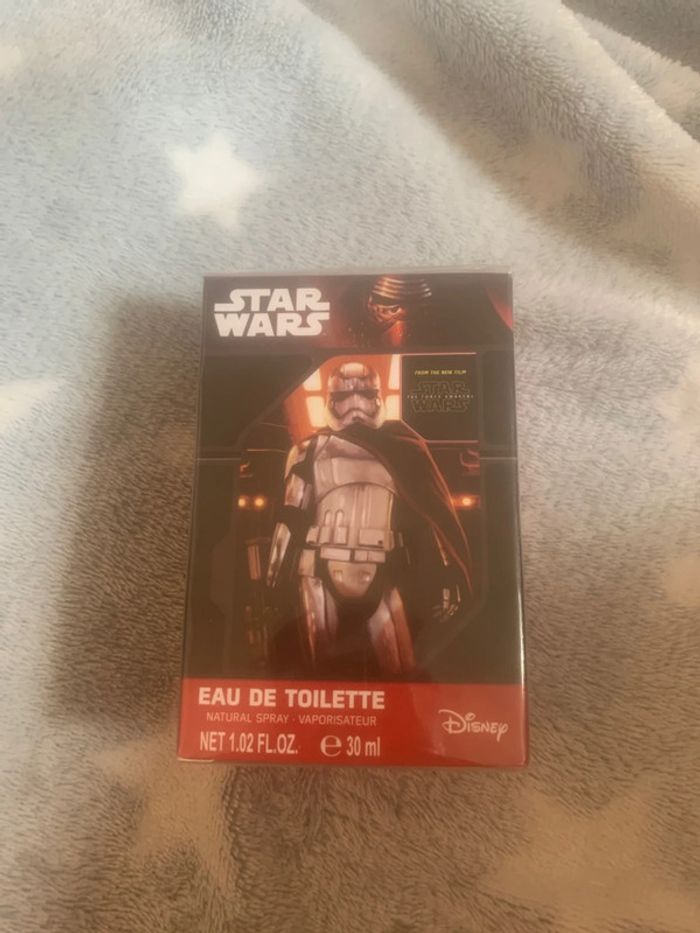 STAR
WARS
FROM THE NEW FILM
STAR
THE FORCE AWAKENS
WARS
EAU DE TOILETTE
NATURAL SPRAY · VAPORISATEUR
NET 1.02 FL.OZ. ℮ 30 ml
Disney